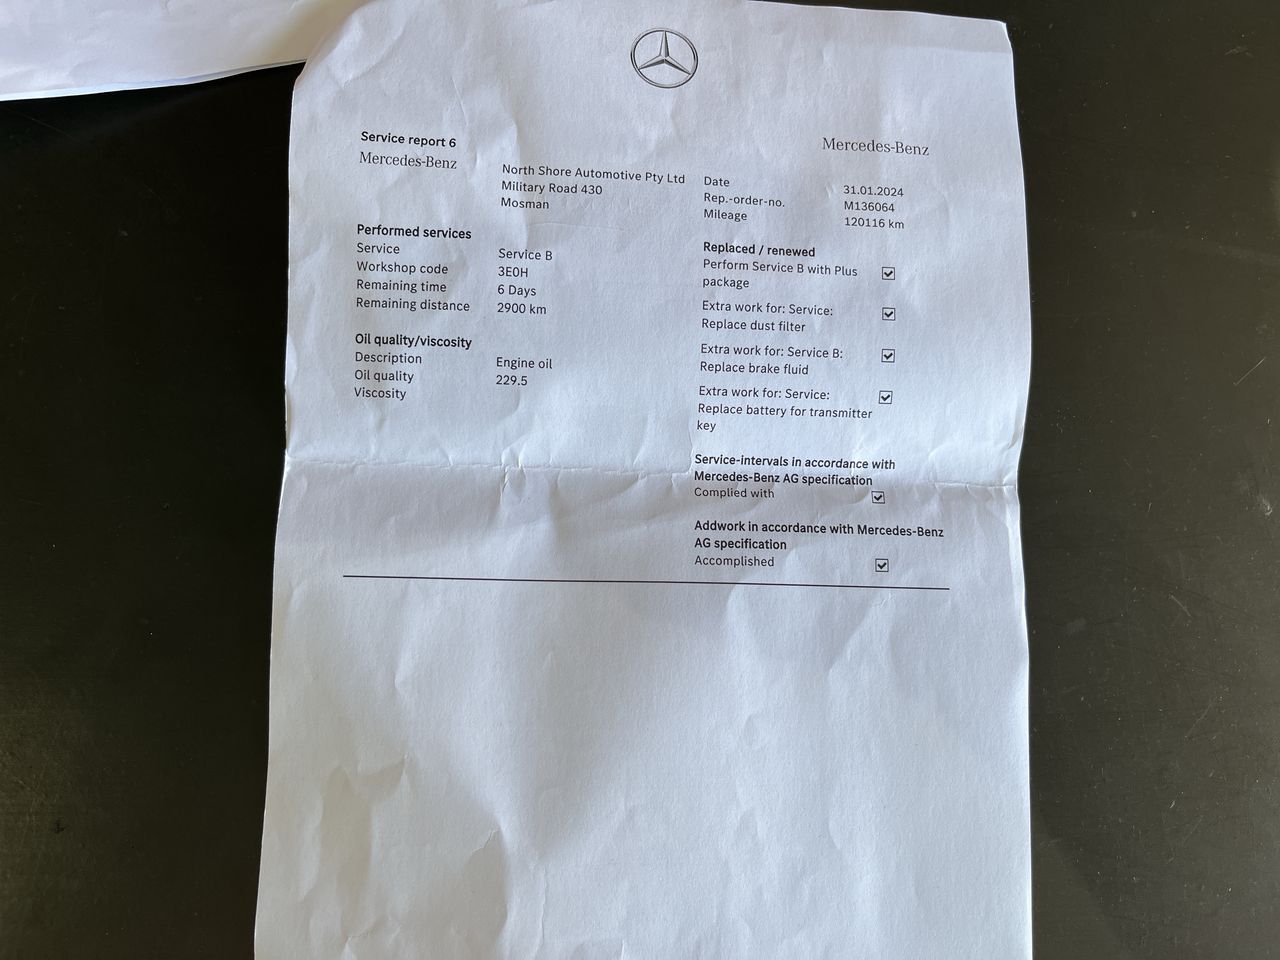 Service report 6
Mercedes-Benz
Mercedes-Benz
North Shore Automotive Pty Ltd
Military Road 430
Mosman
Date 31.01.2024
Rep.-order-no. M136064
Mileage 120116 km
Performed services
Service Service B
Workshop code 3E0H
Remaining time 6 Days
Remaining distance 2900 km
Oil quality/viscosity
Description Engine oil
Oil quality 229.5
Viscosity
Replaced / renewed
Perform Service B with Plus
package
Extra work for: Service:
Replace dust filter
Extra work for: Service B:
Replace brake fluid
Extra work for: Service:
Replace battery for transmitter
key
Service-intervals in accordance with
Mercedes-Benz AG specification
Complied with
Addwork in accordance with Mercedes-Benz
AG specification
Accomplished